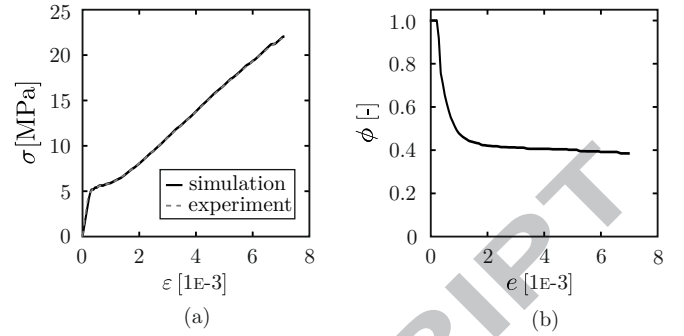 25
20
15
10
5
0
0 2 4 6 8
σ [MPa]
ε [1E-3]
simulation
experiment
(a)
1.0
0.8
0.6
0.4
0.2
0
0 2 4 6 8
ϕ [-]
e [1E-3]
(b)
RIPT